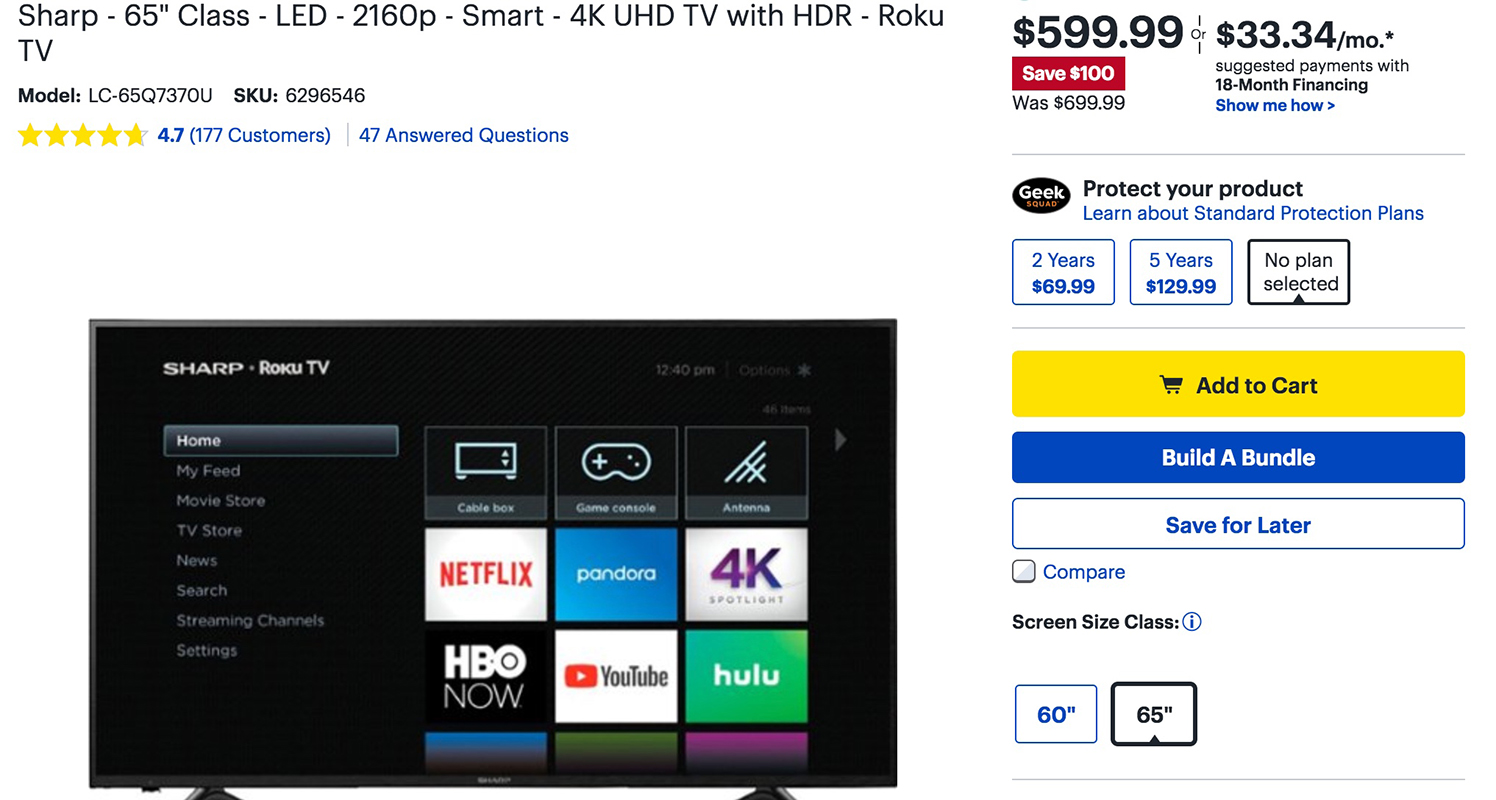 Sharp - 65" Class - LED - 2160p - Smart - 4K UHD TV with HDR - Roku
TV
Model: LC-65Q7370U SKU: 6296546
4.7 (177 Customers) 47 Answered Questions
SHARP • Roku TV
12:40 pm | Options ✱
46 items
Home
My Feed
Movie Store
TV Store
News
Search
Streaming Channels
Settings
Cable box
Game console
Antenna
NETFLIX
pandora
4K
SPOTLIGHT
HBO
NOW
YouTube
hulu
SHARP
$599.99 Or $33.34/mo.*
Save $100
Was $699.99
suggested payments with
18-Month Financing
Show me how >
Geek
SQUAD
Protect your product
Learn about Standard Protection Plans
2 Years
$69.99
5 Years
$129.99
No plan
selected
Add to Cart
Build A Bundle
Save for Later
Compare
Screen Size Class: i
60"
65"